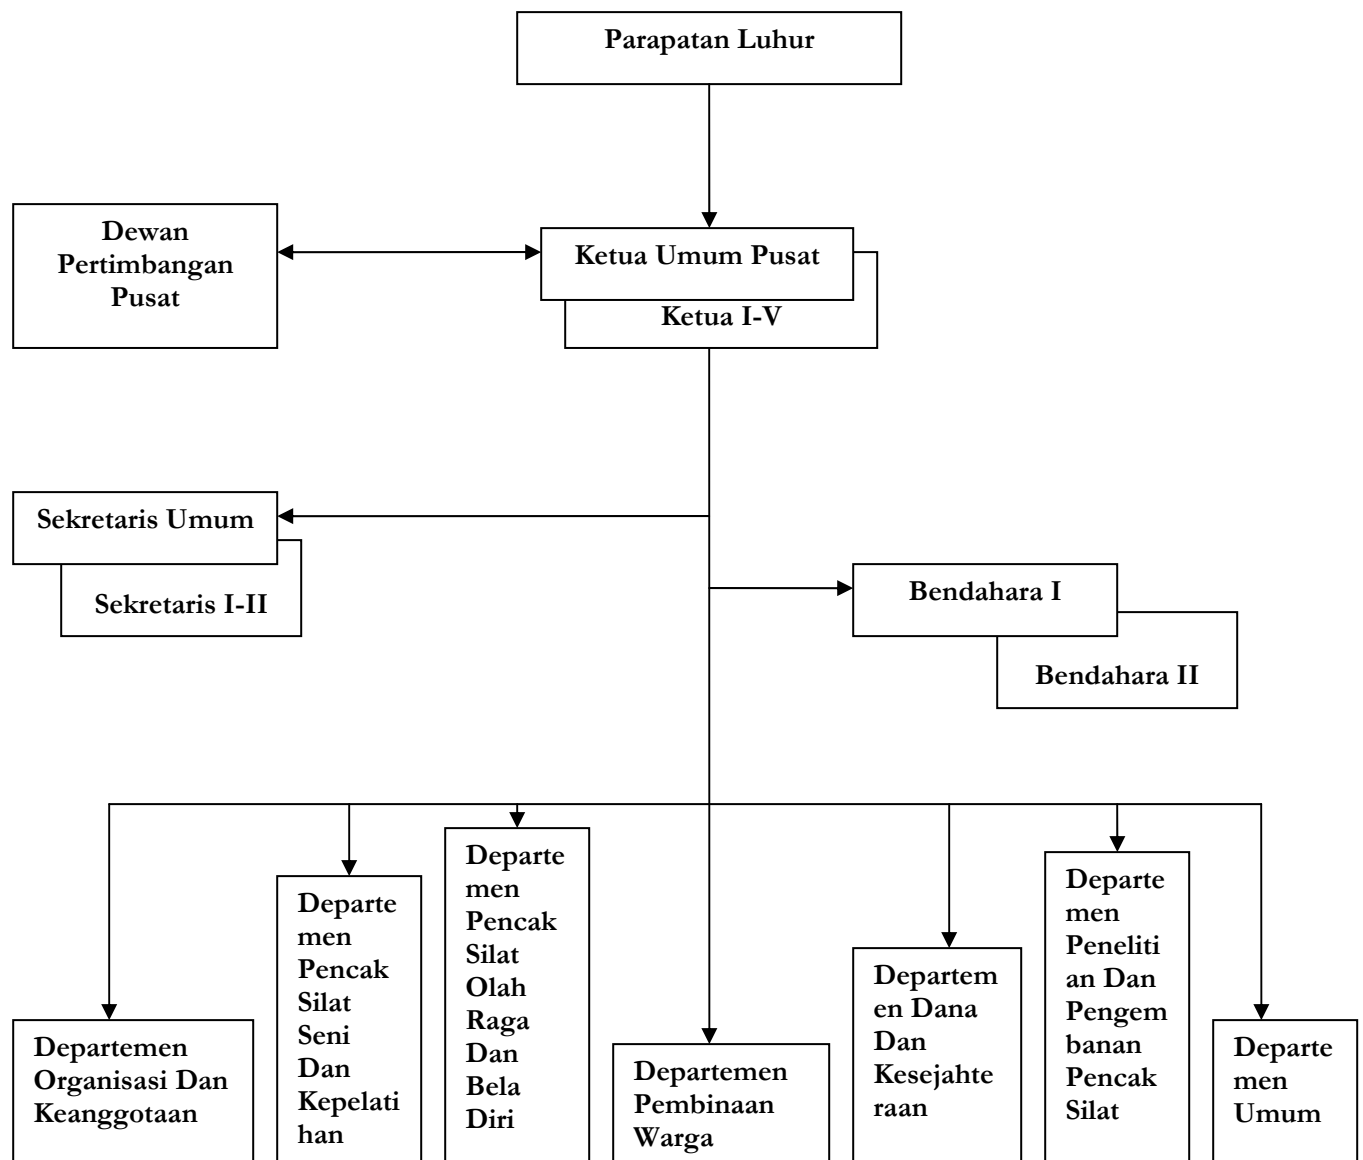 Parapatan Luhur
Dewan
Pertimbangan
Pusat
Ketua Umum Pusat
Ketua I-V
Sekretaris Umum
Sekretaris I-II
Bendahara I
Bendahara II
Departemen
Organisasi Dan
Keanggotaan
Departe
men
Pencak
Silat
Seni
Dan
Kepelati
han
Departe
men
Pencak
Silat
Olah
Raga
Dan
Bela
Diri
Departemen
Pembinaan
Warga
Departem
en Dana
Dan
Kesejahte
raan
Departe
men
Peneliti
an Dan
Pengem
banan
Pencak
Silat
Departe
men
Umum